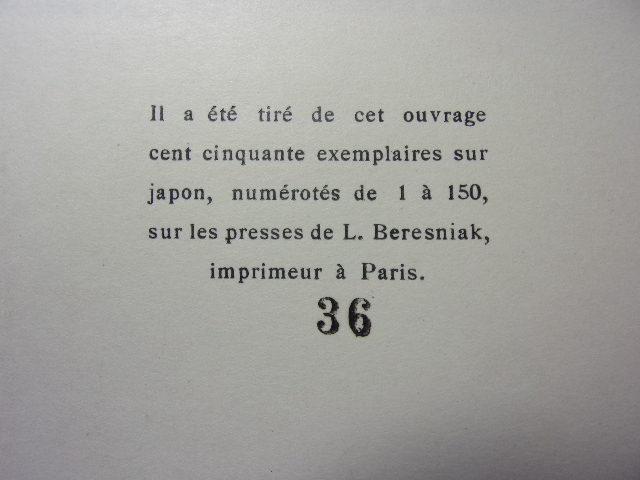 Il a été tiré de cet ouvrage
cent cinquante exemplaires sur
japon, numérotés de 1 à 150,
sur les presses de L. Beresniak,
imprimeur à Paris.
36